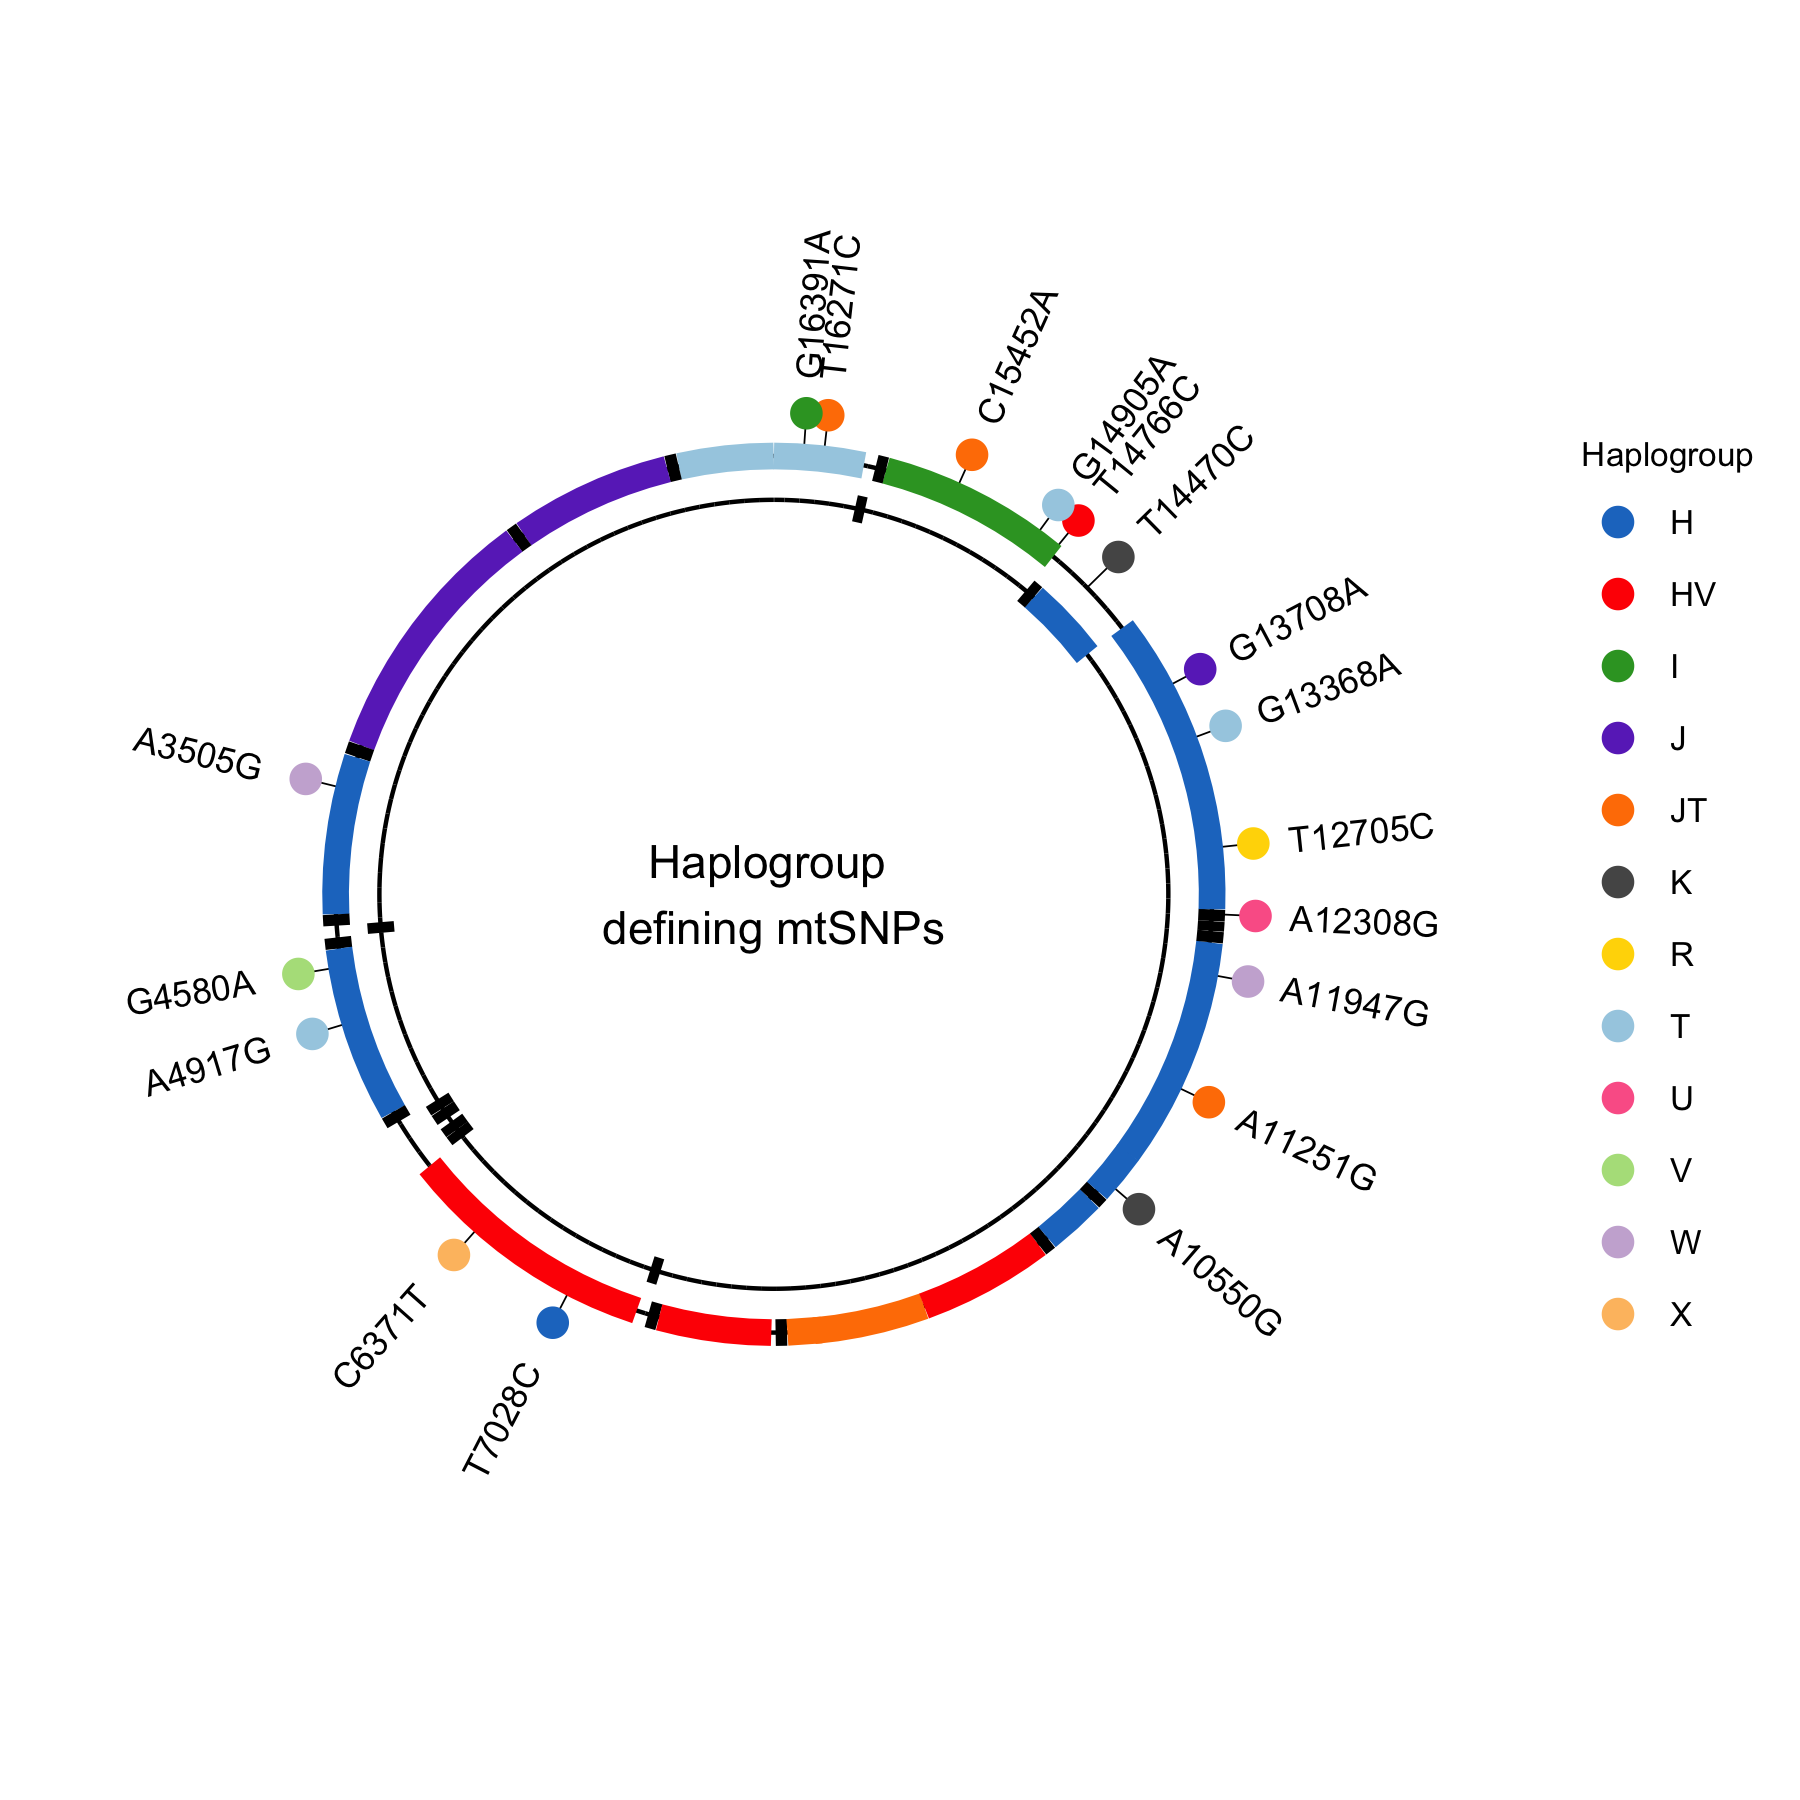 G16391A
T16271C
C15452A
G14905A
T14766C
T14470C
G13708A
G13368A
T12705C
A12308G
A11947G
A11251G
A10550G
T7028C
C6371T
A4917G
G4580A
A3505G
Haplogroup
defining mtSNPs
Haplogroup
H
HV
I
J
JT
K
R
T
U
V
W
X